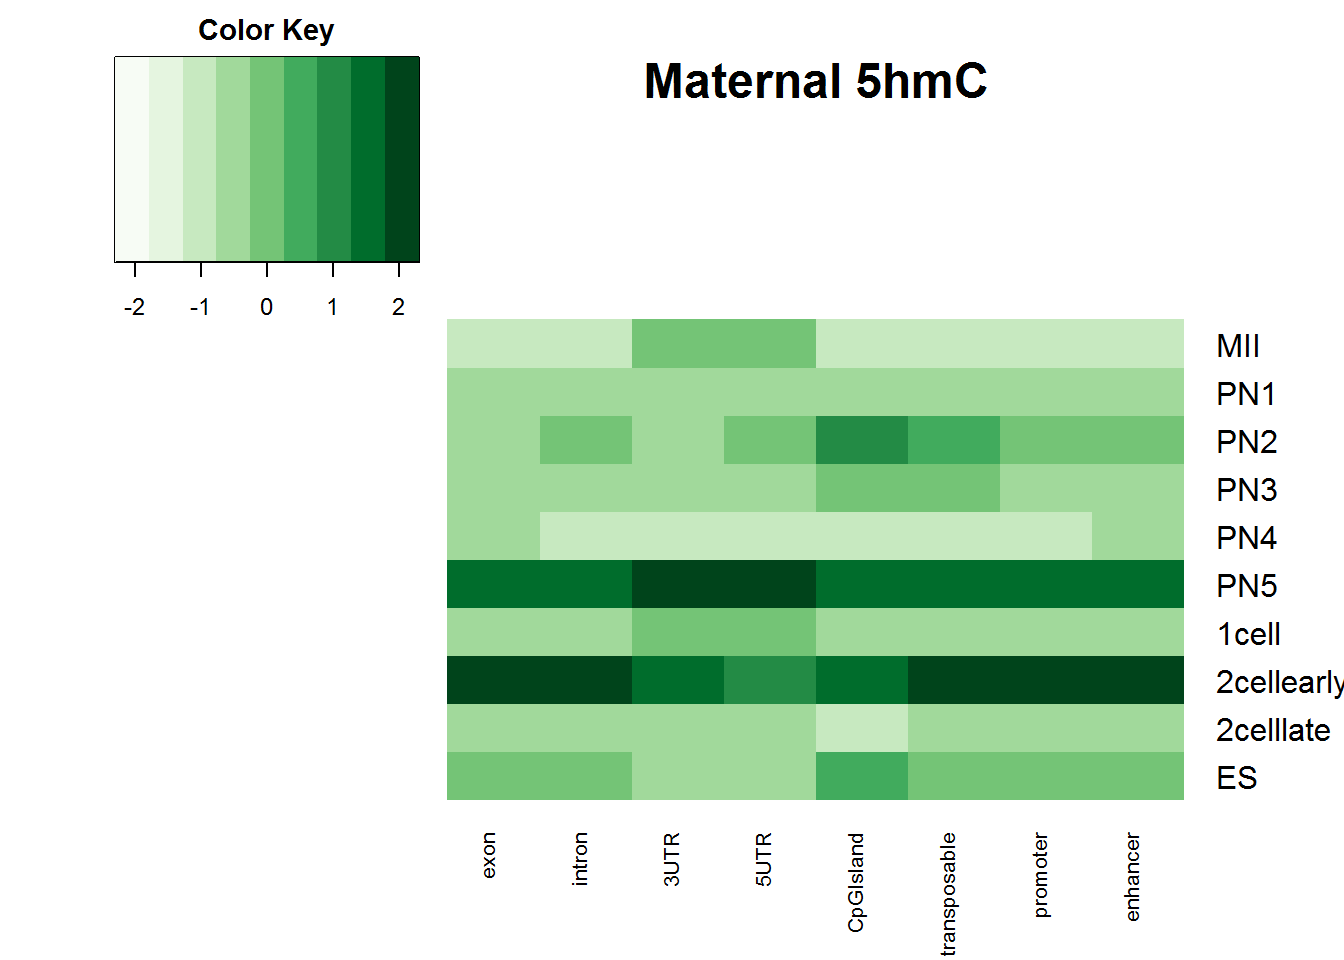 Color Key
Maternal 5hmC
-2 -1 0 1 2
MII
PN1
PN2
PN3
PN4
PN5
1cell
2cellearly
2celllate
ES
exon
intron
3UTR
5UTR
CpGIsland
transposable
promoter
enhancer